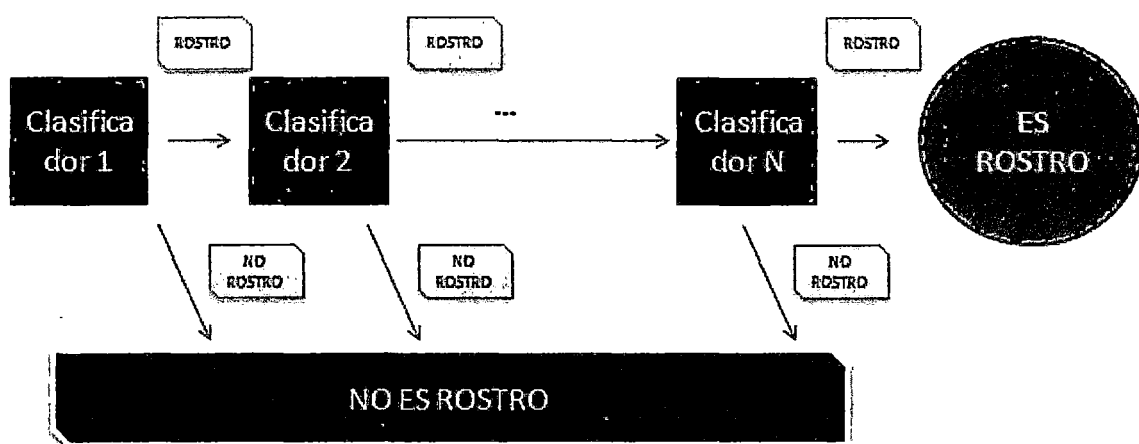 ROSTRO
ROSTRO
ROSTRO
Clasifica
dor 1
Clasifica
dor 2
...
Clasifica
dor N
ES
ROSTRO
NO
ROSTRO
NO
ROSTRO
NO
ROSTRO
NO ES ROSTRO